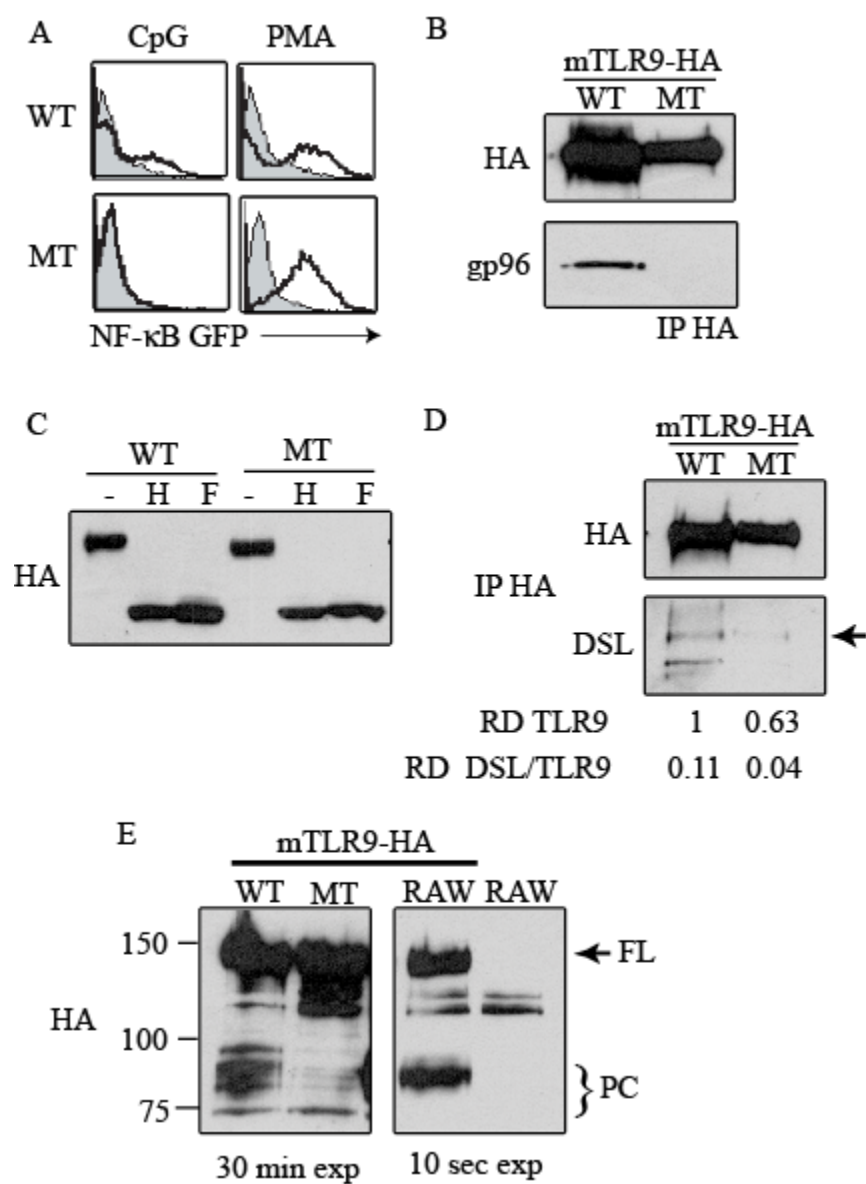 A
CpG PMA
WT
MT
NF-κB GFP
B
mTLR9-HA
WT MT
HA
gp96
IP HA
C
WT MT
- H F - H F
HA
D
mTLR9-HA
WT MT
HA
IP HA
DSL
RD TLR9 1 0.63
RD DSL/TLR9 0.11 0.04
E
mTLR9-HA
WT MT RAW RAW
150
FL
HA
100
PC
75
30 min exp 10 sec exp